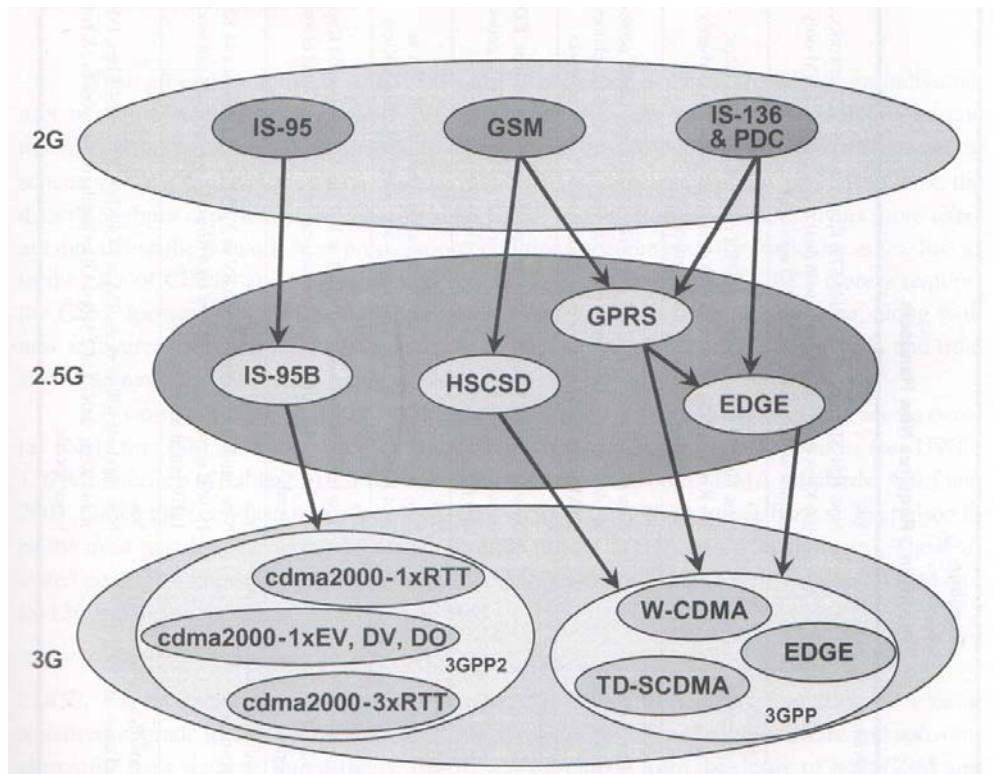 2G
IS-95
GSM
IS-136
& PDC
2.5G
GPRS
IS-95B
HSCSD
EDGE
3G
cdma2000-1xRTT
cdma2000-1xEV, DV, DO
3GPP2
cdma2000-3xRTT
W-CDMA
EDGE
TD-SCDMA
3GPP